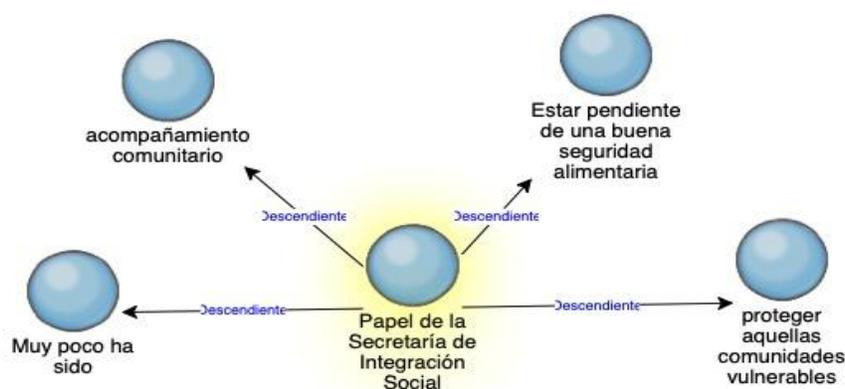 acompañamiento
comunitario
Estar pendiente
de una buena
seguridad
alimentaria
Descendiente
Descendiente
Muy poco ha
sido
Descendiente
Papel de la
Secretaría de
Integración
Social
Descendiente
proteger
aquellas
comunidades
vulnerables